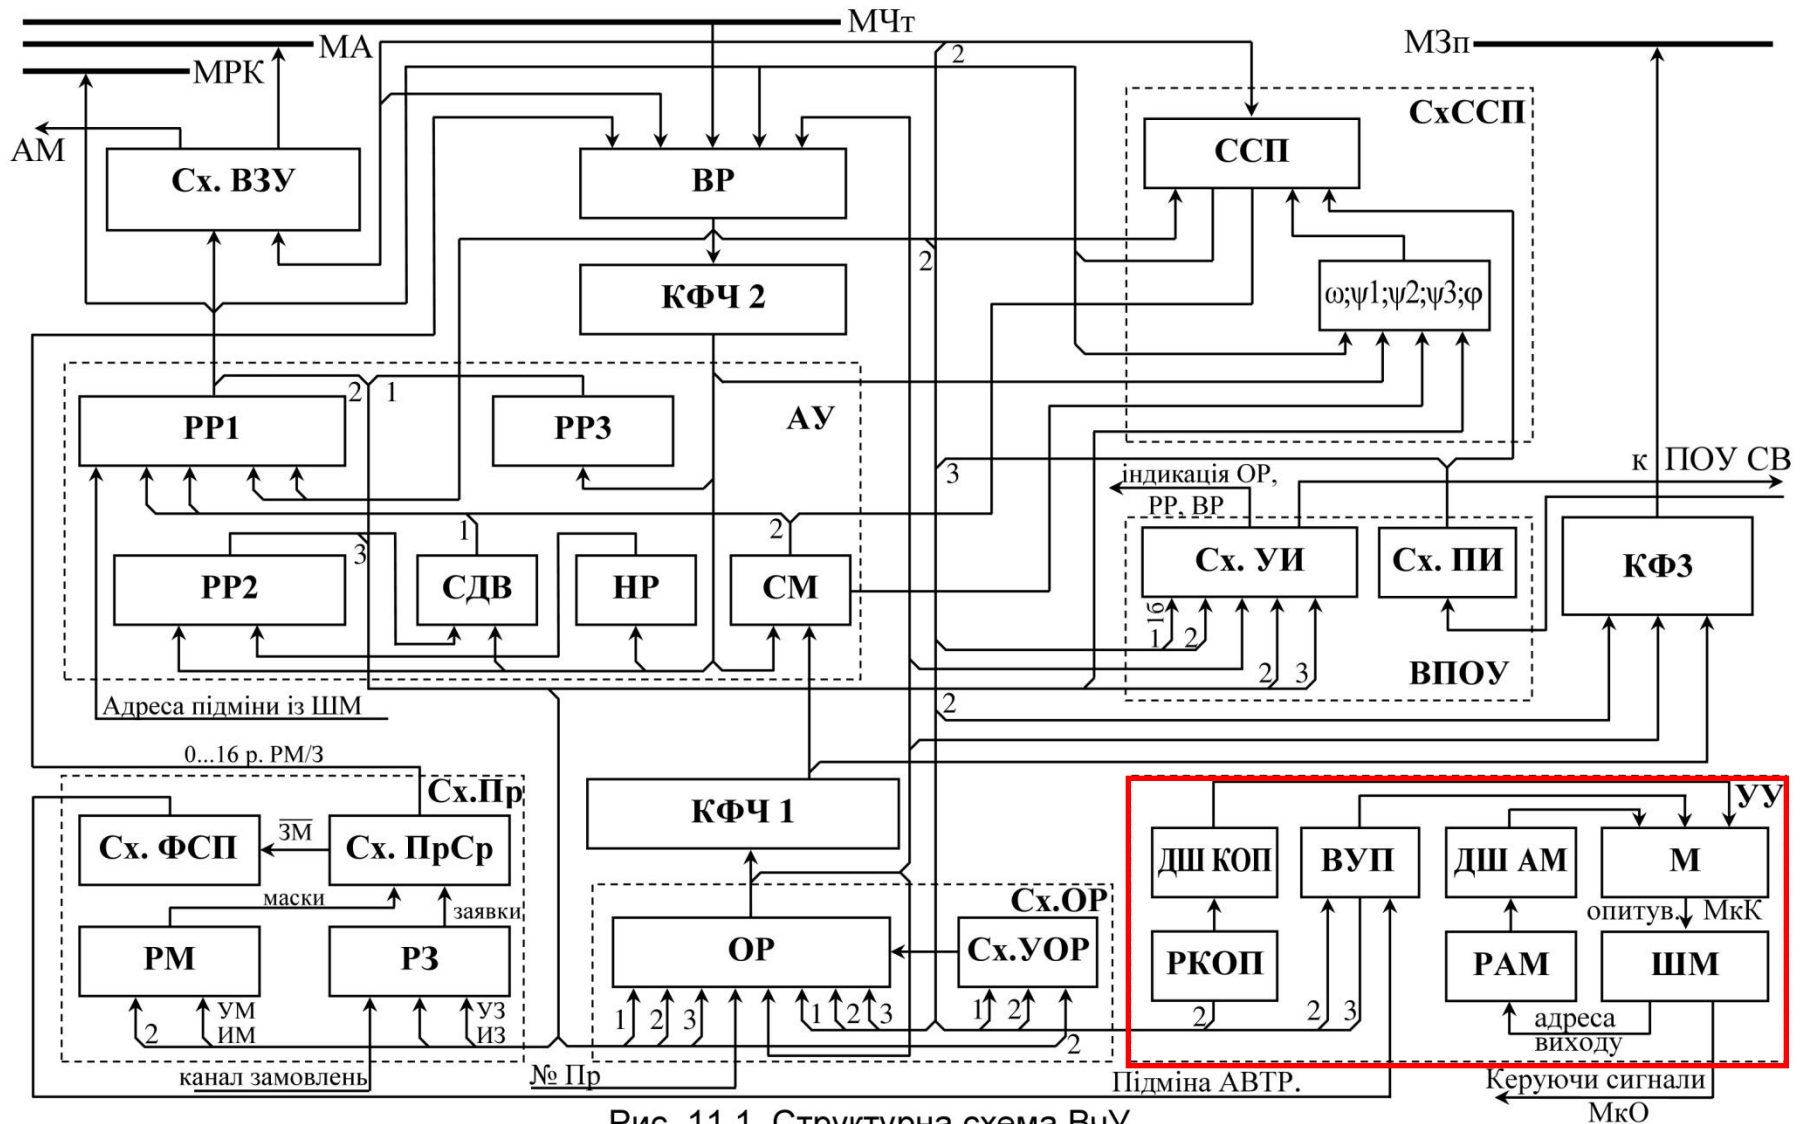 МЧт
МА
МЗп
МРК
2
СхССП
АМ
Сх. ВЗУ
ВР
ССП
2
КФЧ 2
ω;ψ1;ψ2;ψ3;φ
2
1
РР1
РР3
АУ
3
індикація ОР,
РР, ВР
к ПОУ СВ
1
2
3
РР2
СДВ
НР
СМ
Сх. УИ
Сх. ПИ
КФЗ
1
16
2
2
3
ВПОУ
Адреса підміни із ШМ
2
0...16 р. РМ/З
Сх.Пр
КФЧ 1
УУ
Сх. ФСП
ЗМ
Сх. ПрСр
ДШ КОП
ВУП
ДШ АМ
М
маски
заявки
Сх.ОР
опитув.
МкК
РМ
РЗ
ОР
Сх.УОР
РКОП
РАМ
ШМ
2
УМ
ИМ
УЗ
ИЗ
1
2
3
1
2
3
1
2
2
2
2
3
адреса
виходу
канал замовлень
№ Пр
Підміна АВТР.
Керуючи сигнали
МкО
Рис. 11.1. Структурна схема ВчУ